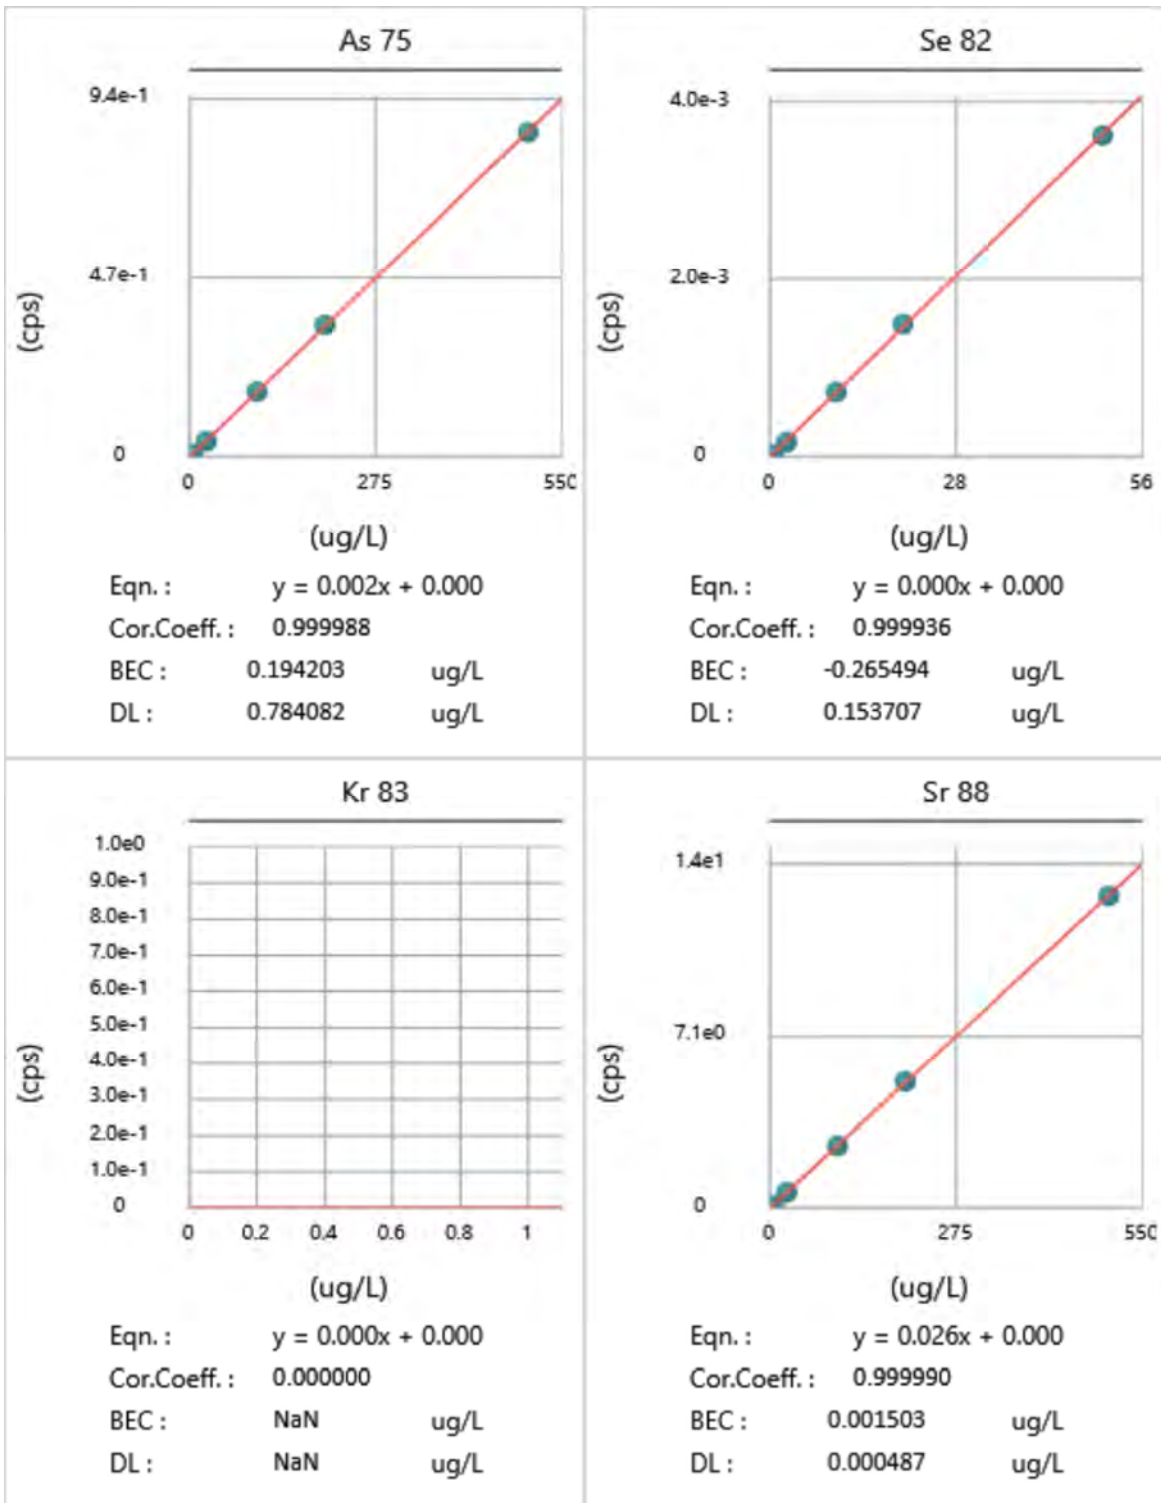 As 75
9.4e-1
4.7e-1
0
(cps)
0 275 550
(ug/L)
Eqn. : y = 0.002x + 0.000
Cor.Coeff. : 0.999988
BEC : 0.194203 ug/L
DL : 0.784082 ug/L
Se 82
4.0e-3
2.0e-3
0
(cps)
0 28 56
(ug/L)
Eqn. : y = 0.000x + 0.000
Cor.Coeff. : 0.999936
BEC : -0.265494 ug/L
DL : 0.153707 ug/L
Kr 83
1.0e0
9.0e-1
8.0e-1
7.0e-1
6.0e-1
5.0e-1
4.0e-1
3.0e-1
2.0e-1
1.0e-1
0
(cps)
0 0.2 0.4 0.6 0.8 1
(ug/L)
Eqn. : y = 0.000x + 0.000
Cor.Coeff. : 0.000000
BEC : NaN ug/L
DL : NaN ug/L
Sr 88
1.4e1
7.1e0
0
(cps)
0 275 550
(ug/L)
Eqn. : y = 0.026x + 0.000
Cor.Coeff. : 0.999990
BEC : 0.001503 ug/L
DL : 0.000487 ug/L